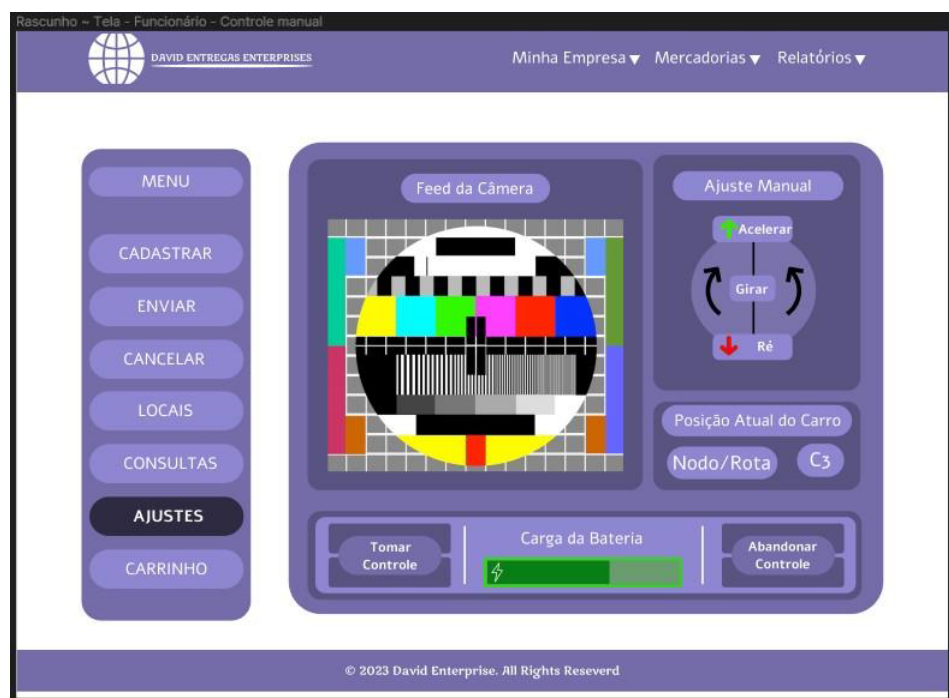 Rascunho ~ Tela - Funcionário - Controle manual
DAVID ENTREGAS ENTERPRISES
Minha Empresa ▼ Mercadorias ▼ Relatórios ▼
MENU
CADASTRAR
ENVIAR
CANCELAR
LOCAIS
CONSULTAS
AJUSTES
CARRINHO
Feed da Câmera
Ajuste Manual
Acelerar
Girar
Ré
Posição Atual do Carro
Nodo/Rota
C3
Tomar
Controle
Carga da Bateria
Abandonar
Controle
© 2023 David Enterprise. All Rights Reseverd